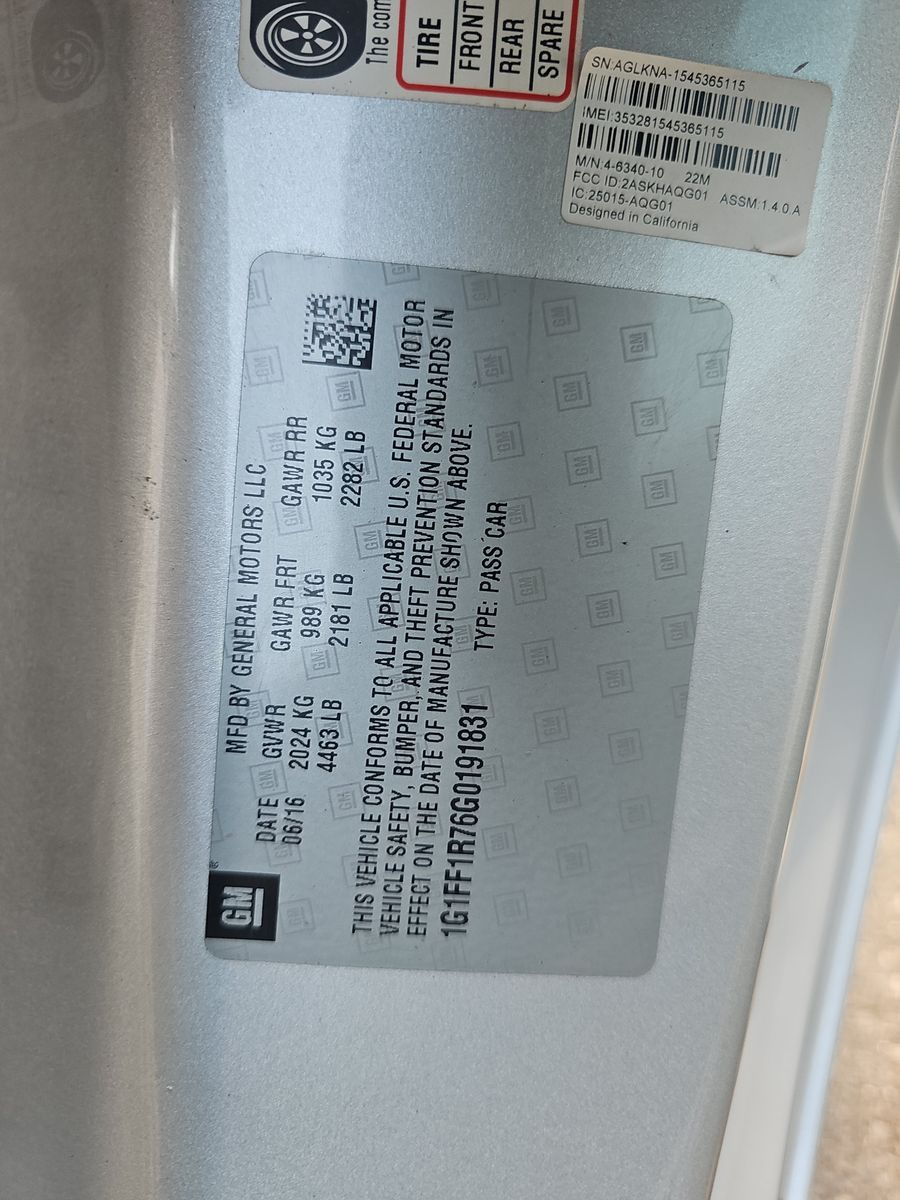 The com
TIRE
FRONT
REAR
SPARE
SN:AGLKNA-1545365115
IMEI:353281545365115
M/N:4-6340-10 22M
FCC ID:2ASKHAQG01 ASSM:1.4.0.A
IC:25015-AQG01
Designed in California
GM
MFD BY GENERAL MOTORS LLC
DATE GVWR GAWR FRT GAWR RR
06/16 2024 KG 989 KG 1035 KG
4463 LB 2181 LB 2282 LB
THIS VEHICLE CONFORMS TO ALL APPLICABLE U.S. FEDERAL MOTOR
VEHICLE SAFETY, BUMPER, AND THEFT PREVENTION STANDARDS IN
EFFECT ON THE DATE OF MANUFACTURE SHOWN ABOVE.
1G1FF1R76G0191831 TYPE: PASS CAR